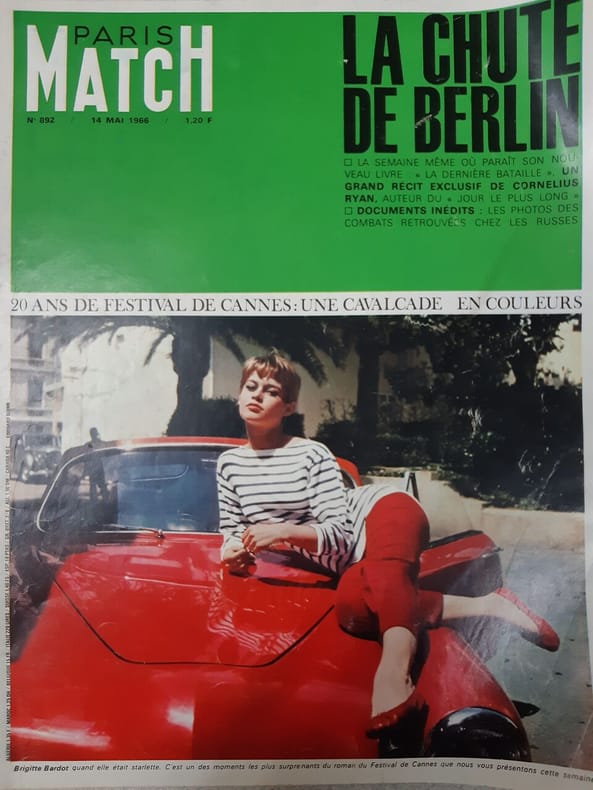 PARIS
MATCH
N° 892 / 14 MAI 1966 / 1,20 F
LA CHUTE
DE BERLIN
□ LA SEMAINE MÊME OÙ PARAÎT SON NOU-
VEAU LIVRE : « LA DERNIÈRE BATAILLE », UN
GRAND RÉCIT EXCLUSIF DE CORNELIUS
RYAN, AUTEUR DU « JOUR LE PLUS LONG »
□ DOCUMENTS INÉDITS : LES PHOTOS DES
COMBATS RETROUVÉES CHEZ LES RUSSES
20 ANS DE FESTIVAL DE CANNES : UNE CAVALCADE EN COULEURS
Brigitte Bardot quand elle était starlette. C'est un des moments les plus surprenants du roman du Festival de Cannes que nous vous présentons cette semaine